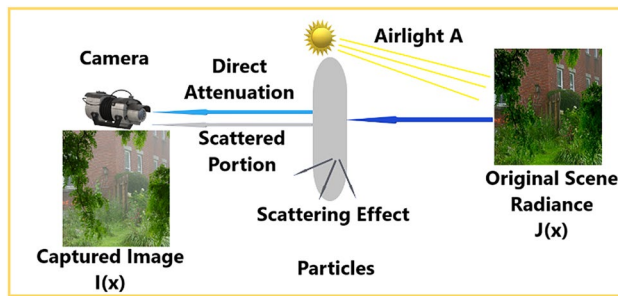 Camera
Direct
Attenuation
Scattered
Portion
Captured Image
I(x)
Airlight A
Scattering Effect
Particles
Original Scene
Radiance
J(x)